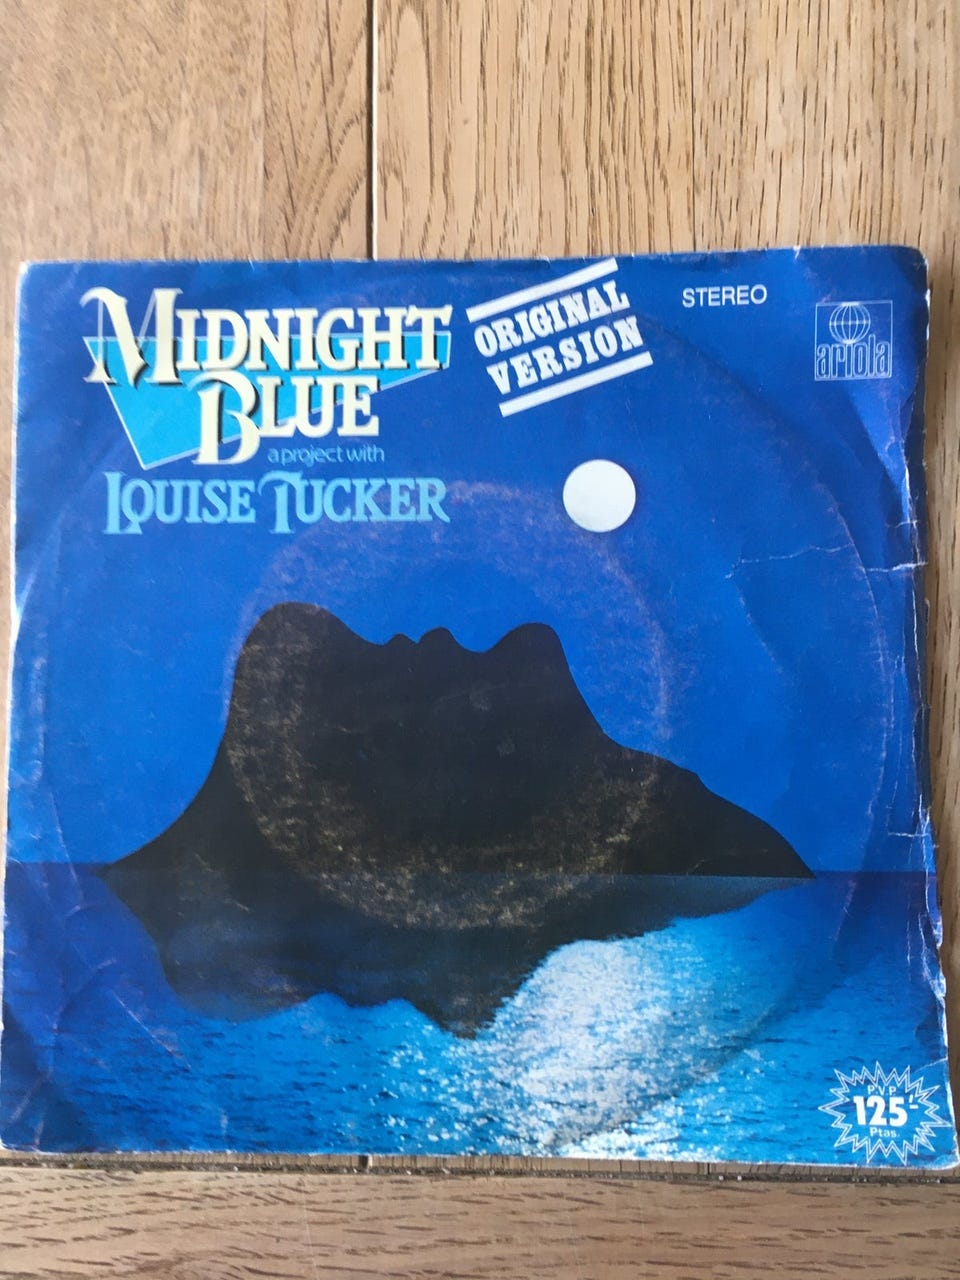 MIDNIGHT
BLUE
a project with
LOUISE TUCKER
ORIGINAL
VERSION
STEREO
ariola
P.V.P.
125'-
Ptas.